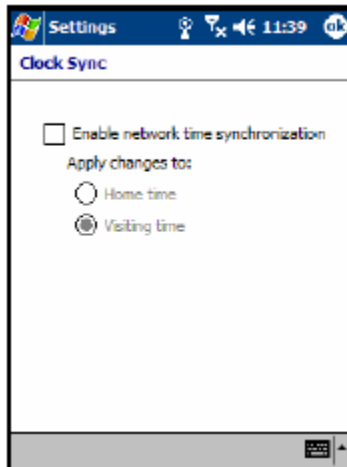 Settings 11:39 ok
Clock Sync
Enable network time synchronization
Apply changes to:
Home time
Visiting time